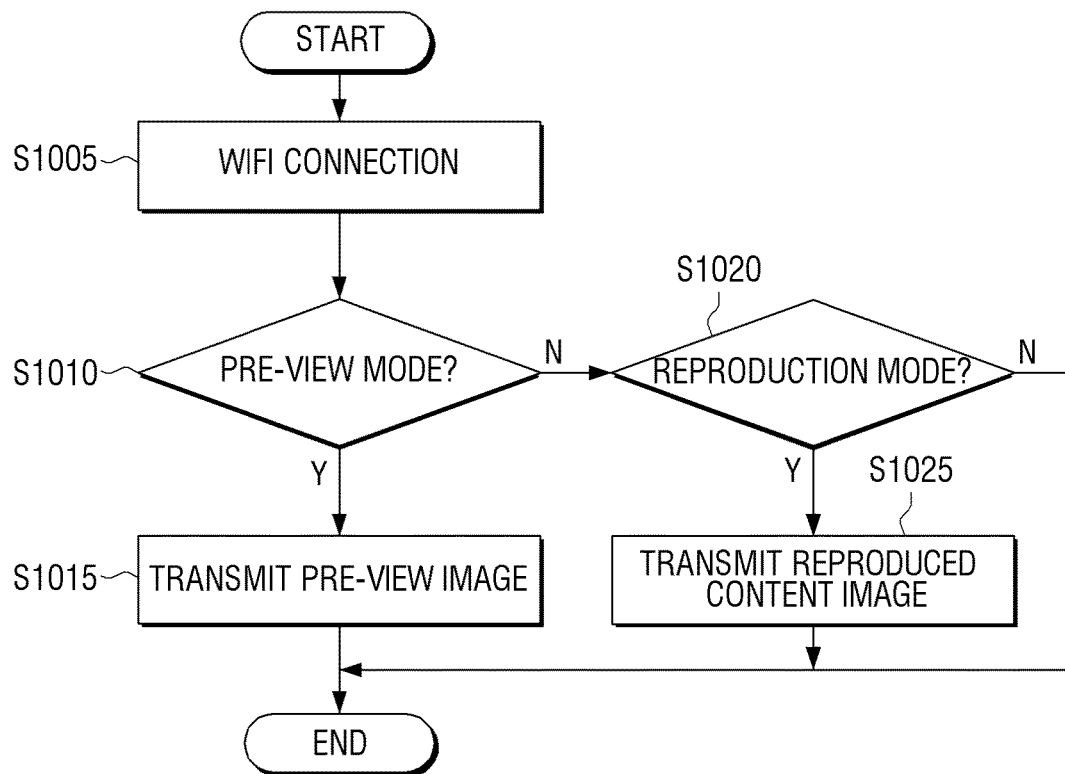 START
S1005
WIFI CONNECTION
S1020
S1010
PRE-VIEW MODE?
N
REPRODUCTION MODE?
N
Y
Y
S1025
S1015
TRANSMIT PRE-VIEW IMAGE
TRANSMIT REPRODUCED
CONTENT IMAGE
END